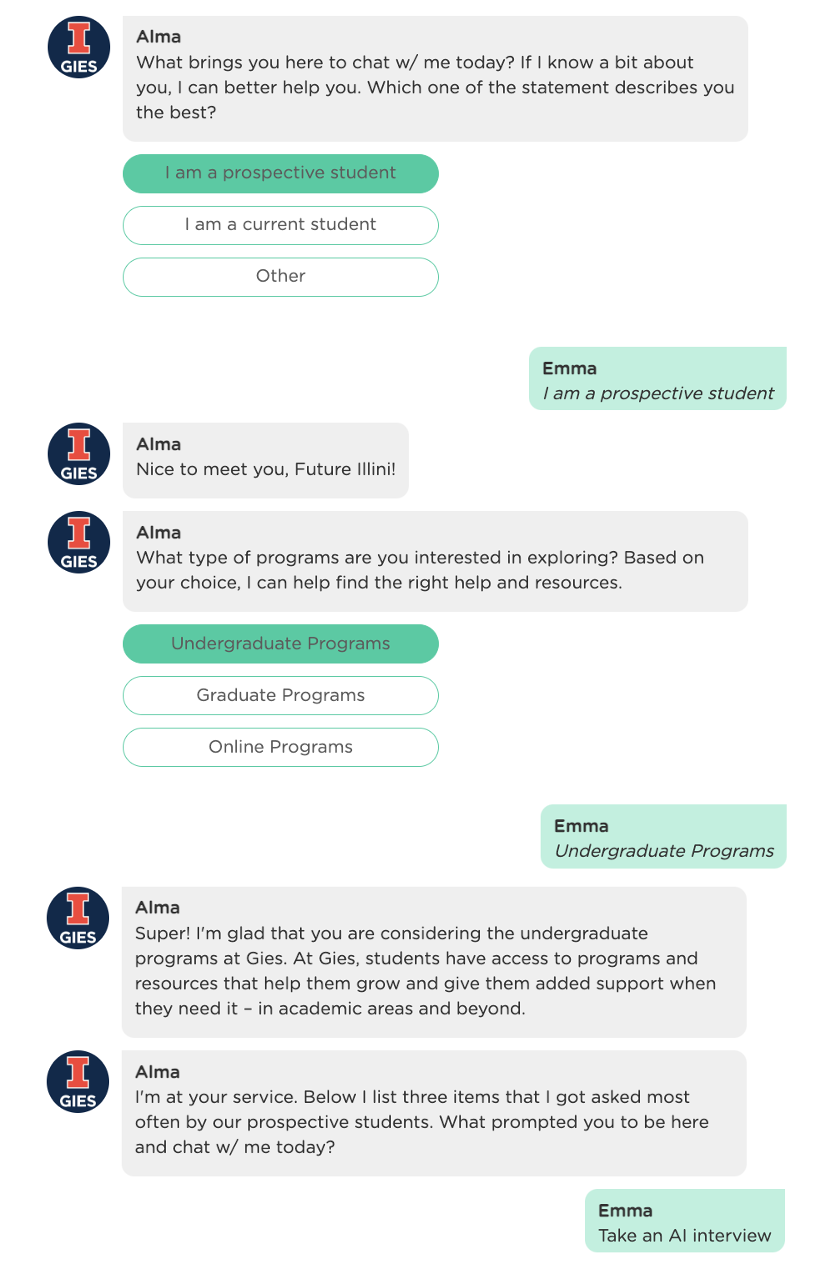 I
GIES
Alma
What brings you here to chat w/ me today? If I know a bit about
you, I can better help you. Which one of the statement describes you
the best?
I am a prospective student
I am a current student
Other
Emma
I am a prospective student
I
GIES
Alma
Nice to meet you, Future Illini!
I
GIES
Alma
What type of programs are you interested in exploring? Based on
your choice, I can help find the right help and resources.
Undergraduate Programs
Graduate Programs
Online Programs
Emma
Undergraduate Programs
I
GIES
Alma
Super! I'm glad that you are considering the undergraduate
programs at Gies. At Gies, students have access to programs and
resources that help them grow and give them added support when
they need it – in academic areas and beyond.
I
GIES
Alma
I'm at your service. Below I list three items that I got asked most
often by our prospective students. What prompted you to be here
and chat w/ me today?
Emma
Take an AI interview